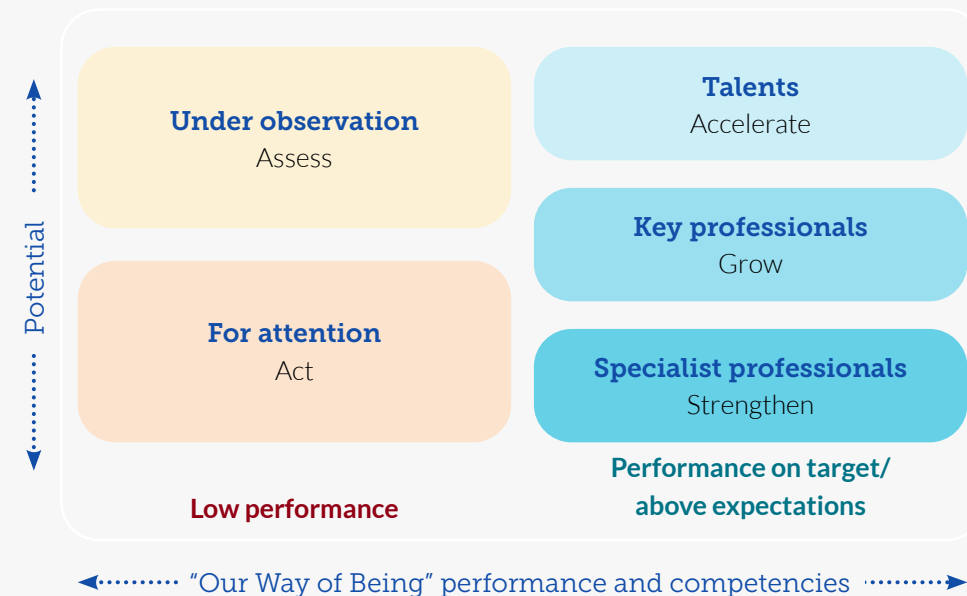 Potential
Under observation
Assess
For attention
Act
Low performance
Talents
Accelerate
Key professionals
Grow
Specialist professionals
Strengthen
Performance on target/
above expectations
“Our Way of Being” performance and competencies